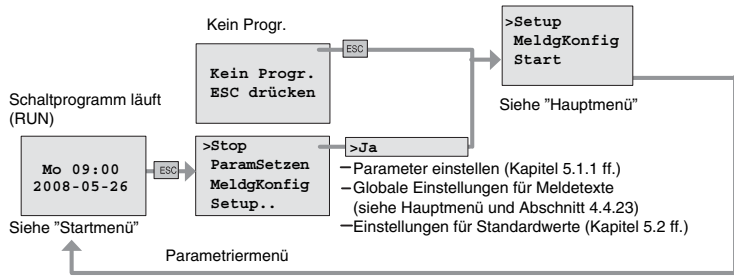 Kein Progr.
ESC
Kein Progr.
ESC drücken
>Setup
MeldgKonfig
Start
Siehe "Hauptmenü"
Schaltprogramm läuft
(RUN)
Mo 09:00
2008-05-26
ESC
>Stop
ParamSetzen
MeldgKonfig
Setup..
>Ja
–Parameter einstellen (Kapitel 5.1.1 ff.)
–Globale Einstellungen für Meldetexte
(siehe Hauptmenü und Abschnitt 4.4.23)
–Einstellungen für Standardwerte (Kapitel 5.2 ff.)
Siehe "Startmenü"
Parametriermenü